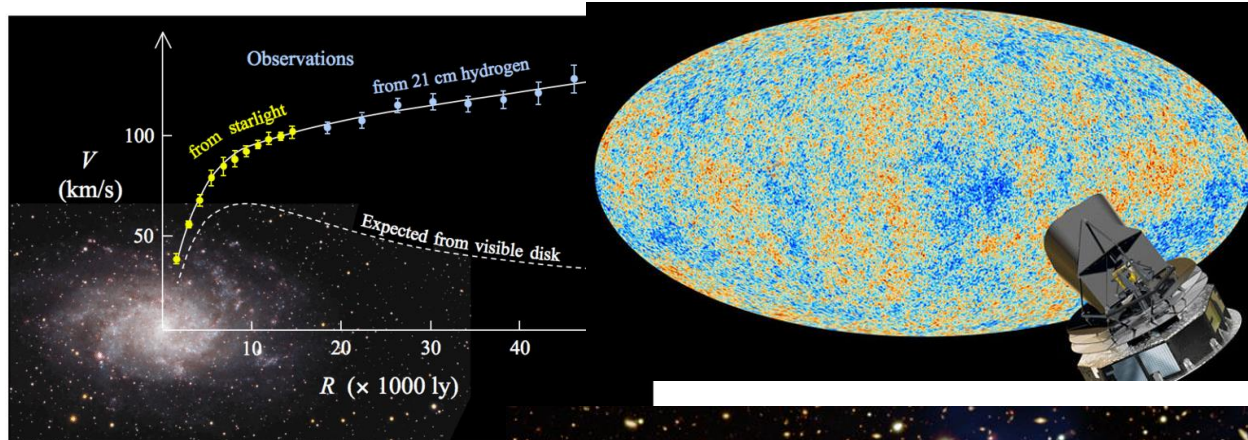 Observations
from 21 cm hydrogen
from starlight
100
V
(km/s)
50
Expected from visible disk
10
20
30
40
R (× 1000 ly)